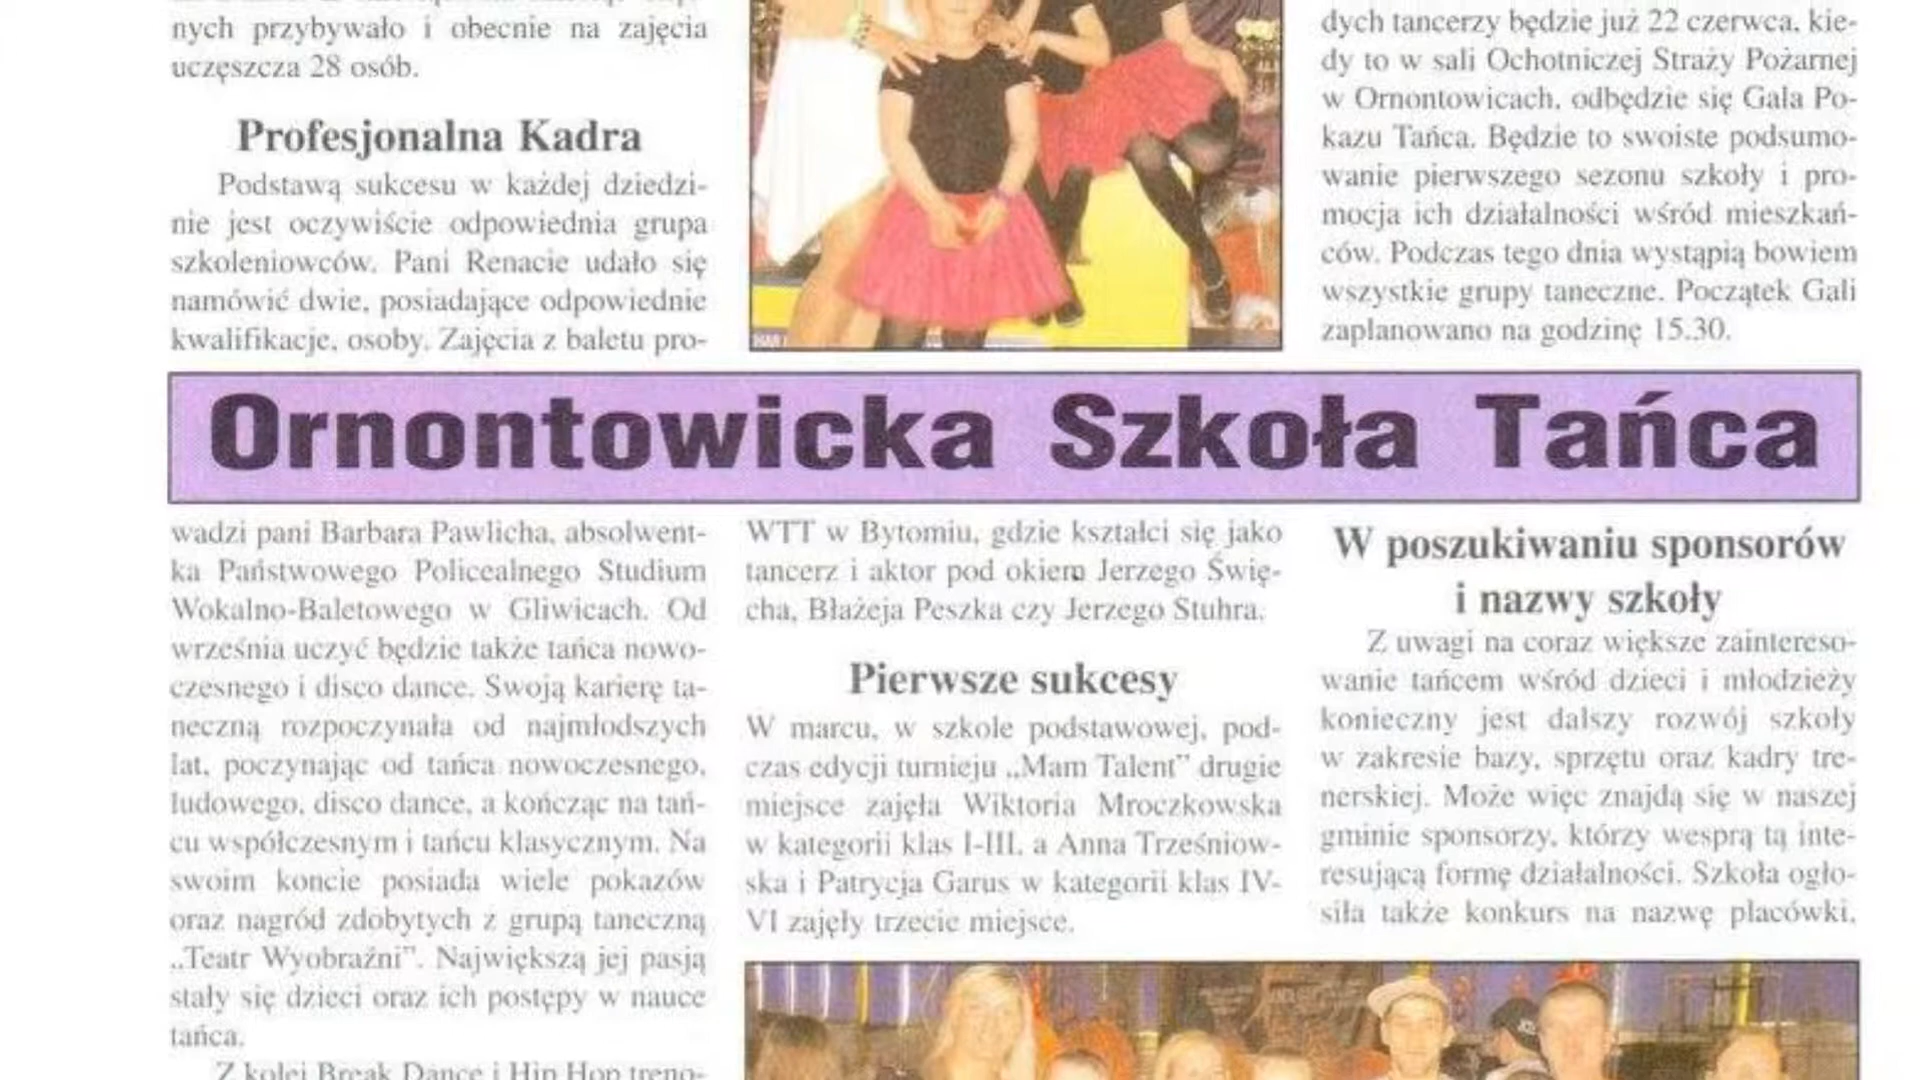 nych przybywało i obecnie na zajęcia
uczęszcza 28 osób.
Profesjonalna Kadra
Podstawą sukcesu w każdej dziedzi-
nie jest oczywiście odpowiednia grupa
szkoleniowców. Pani Renacie udało się
namówić dwie, posiadające odpowiednie
kwalifikacje, osoby. Zajęcia z baletu pro-
dych tancerzy będzie już 22 czerwca, kie-
dy to w sali Ochotniczej Straży Pożarnej
w Ornontowicach, odbędzie się Gala Po-
kazu Tańca. Będzie to swoiste podsumo-
wanie pierwszego sezonu szkoły i pro-
mocja ich działalności wśród mieszkań-
ców. Podczas tego dnia wystąpią bowiem
wszystkie grupy taneczne. Początek Gali
zaplanowano na godzinę 15.30.
Ornontowicka Szkoła Tańca
wadzi pani Barbara Pawlicha, absolwent-
ka Państwowego Policealnego Studium
Wokalno-Baletowego w Gliwicach. Od
września uczyć będzie także tańca nowo-
czesnego i disco dance. Swoją karierę ta-
neczną rozpoczynała od najmłodszych
lat, poczynając od tańca nowoczesnego,
ludowego, disco dance, a kończąc na tań-
cu współczesnym i tańcu klasycznym. Na
swoim koncie posiada wiele pokazów
oraz nagród zdobytych z grupą taneczną
„Teatr Wyobraźni”. Największą jej pasją
stały się dzieci oraz ich postępy w nauce
tańca.
Z kolei Break Dance i Hip Hop treno-
WTT w Bytomiu, gdzie kształci się jako
tancerz i aktor pod okiem Jerzego Świę-
cha, Błażeja Peszka czy Jerzego Stuhra.
Pierwsze sukcesy
W marcu, w szkole podstawowej, pod-
czas edycji turnieju „Mam Talent” drugie
miejsce zajęła Wiktoria Mroczkowska
w kategorii klas I-III, a Anna Trześniow-
ska i Patrycja Garus w kategorii klas IV-
VI zajęły trzecie miejsce.
W poszukiwaniu sponsorów
i nazwy szkoły
Z uwagi na coraz większe zaintereso-
wanie tańcem wśród dzieci i młodzieży
konieczny jest dalszy rozwój szkoły
w zakresie bazy, sprzętu oraz kadry tre-
nerskiej. Może więc znajdą się w naszej
gminie sponsorzy, którzy wesprą tą inte-
resującą formę działalności. Szkoła ogło-
siła także konkurs na nazwę placówki,